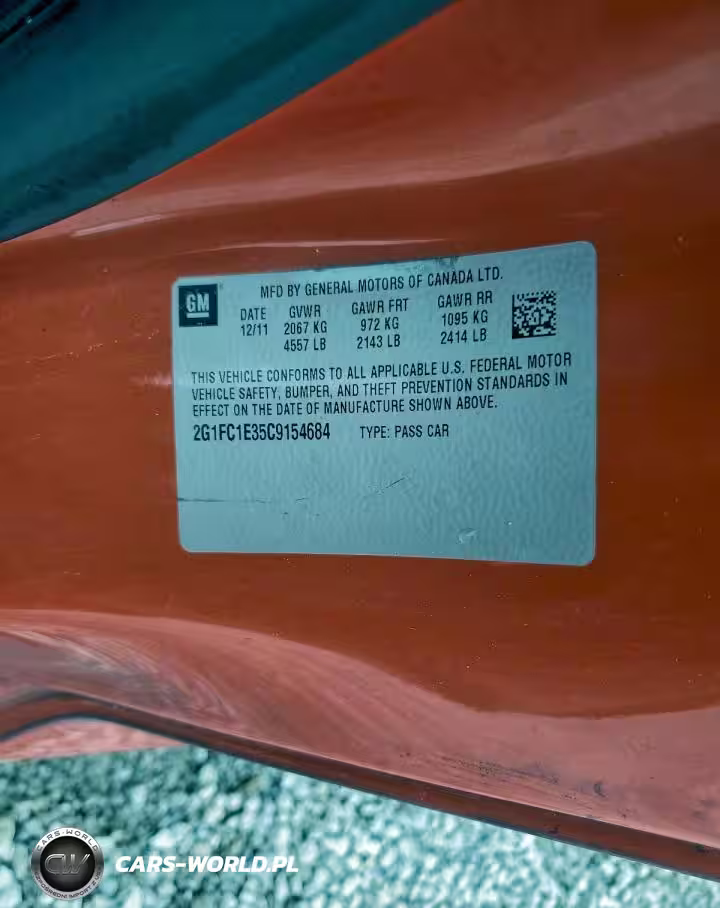 GM
MFD BY GENERAL MOTORS OF CANADA LTD.
DATE GVWR GAWR FRT GAWR RR
12/11 2067 KG 972 KG 1095 KG
4557 LB 2143 LB 2414 LB
THIS VEHICLE CONFORMS TO ALL APPLICABLE U.S. FEDERAL MOTOR
VEHICLE SAFETY, BUMPER, AND THEFT PREVENTION STANDARDS IN
EFFECT ON THE DATE OF MANUFACTURE SHOWN ABOVE.
2G1FC1E35C9154684 TYPE: PASS CAR
CARS-WORLD
CW
CARS-WORLD.PL